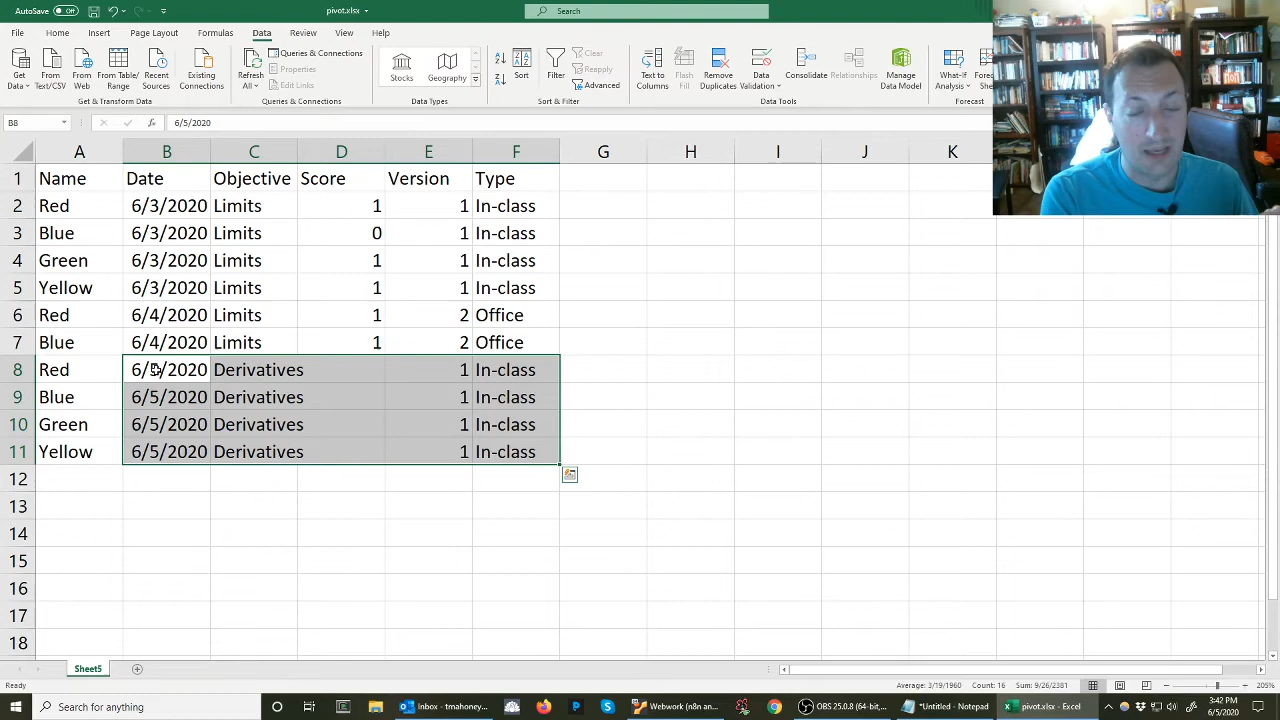 AutoSave Off pivot.xlsx Search
File Home Insert Page Layout Formulas Data Review View Help
Get Data From Text/CSV From Web From Table/ Range Recent Sources Existing Connections
Get & Transform Data
Refresh All Queries & Connections Properties Edit Links
Queries & Connections
Stocks Geography
Data Types
Sort Filter Clear Reapply Advanced
Sort & Filter
Text to Columns Flash Fill Remove Duplicates Data Validation Consolidate Relationships Manage Data Model
Data Tools
What-If Analysis
Forecast
B8 fx 6/5/2020
A B C D E F G H I J K
1 Name Date Objective Score Version Type
2 Red 6/3/2020 Limits 1 1 In-class
3 Blue 6/3/2020 Limits 0 1 In-class
4 Green 6/3/2020 Limits 1 1 In-class
5 Yellow 6/3/2020 Limits 1 1 In-class
6 Red 6/4/2020 Limits 1 2 Office
7 Blue 6/4/2020 Limits 1 2 Office
8 Red 6/5/2020 Derivatives 1 In-class
9 Blue 6/5/2020 Derivatives 1 In-class
10 Green 6/5/2020 Derivatives 1 In-class
11 Yellow 6/5/2020 Derivatives 1 In-class
12
13
14
15
16
17
18
Sheet5
Ready Average: 3/19/1960 Count: 16 Sum: 9/26/2381 205%
Search for anything Inbox - tmahoney... Webwork (n8n an... OBS 25.0.8 (64-bit,... *Untitled - Notepad pivot.xlsx - Excel 3:42 PM
6/5/2020